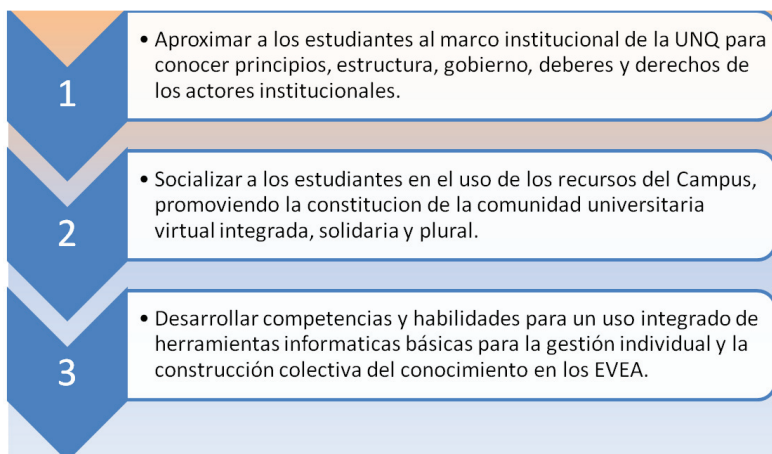 1
• Aproximar a los estudiantes al marco institucional de la UNQ para
conocer principios, estructura, gobierno, deberes y derechos de
los actores institucionales.
2
• Socializar a los estudiantes en el uso de los recursos del Campus,
promoviendo la constitucion de la comunidad universitaria
virtual integrada, solidaria y plural.
3
• Desarrollar competencias y habilidades para un uso integrado de
herramientas informaticas básicas para la gestión individual y la
construcción colectiva del conocimiento en los EVEA.